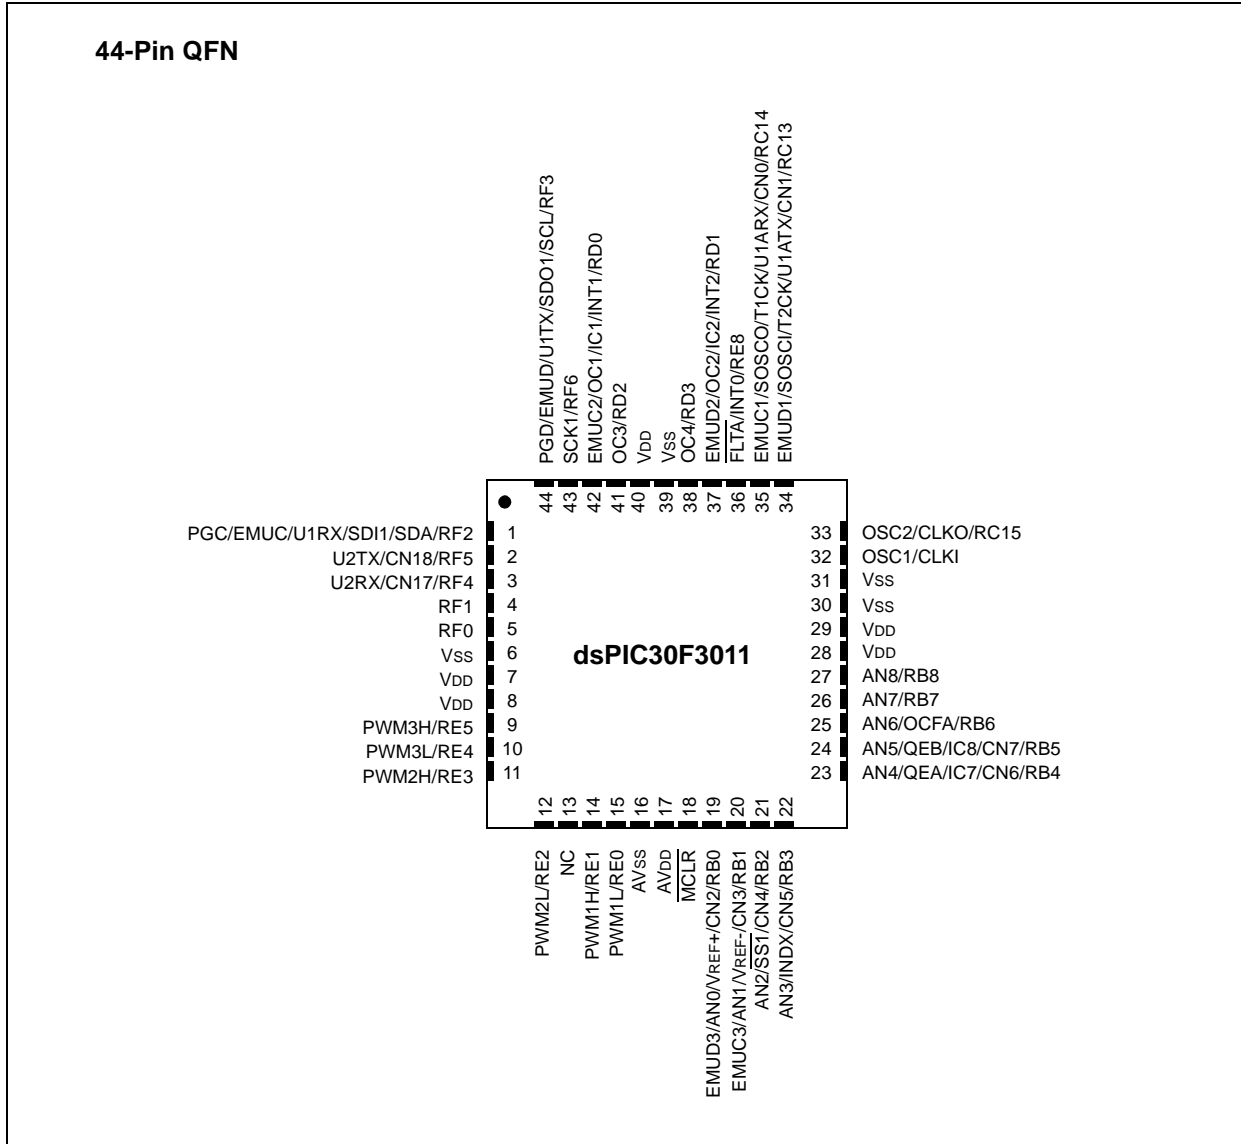 44-Pin QFN
PGD/EMUD/U1TX/SDO1/SCL/RF3
SCK1/RF6
EMUC2/OC1/IC1/INT1/RD0
OC3/RD2
VDD
VSS
OC4/RD3
EMUD2/OC2/IC2/INT2/RD1
FLTA/INT0/RE8
EMUC1/SOSCO/T1CK/U1ARX/CN0/RC14
EMUD1/SOSCI/T2CK/U1ATX/CN1/RC13
44
43
42
41
40
39
38
37
36
35
34
PGC/EMUC/U1RX/SDI1/SDA/RF2 1
U2TX/CN18/RF5 2
U2RX/CN17/RF4 3
RF1 4
RF0 5
VSS 6
VDD 7
VDD 8
PWM3H/RE5 9
PWM3L/RE4 10
PWM2H/RE3 11
dsPIC30F3011
33 OSC2/CLKO/RC15
32 OSC1/CLKI
31 VSS
30 VSS
29 VDD
28 VDD
27 AN8/RB8
26 AN7/RB7
25 AN6/OCFA/RB6
24 AN5/QEB/IC8/CN7/RB5
23 AN4/QEA/IC7/CN6/RB4
12
13
14
15
16
17
18
19
20
21
22
PWM2L/RE2
NC
PWM1H/RE1
PWM1L/RE0
AVSS
AVDD
MCLR
EMUD3/AN0/VREF+/CN2/RB0
EMUC3/AN1/VREF-/CN3/RB1
AN2/SS1/CN4/RB2
AN3/INDX/CN5/RB3